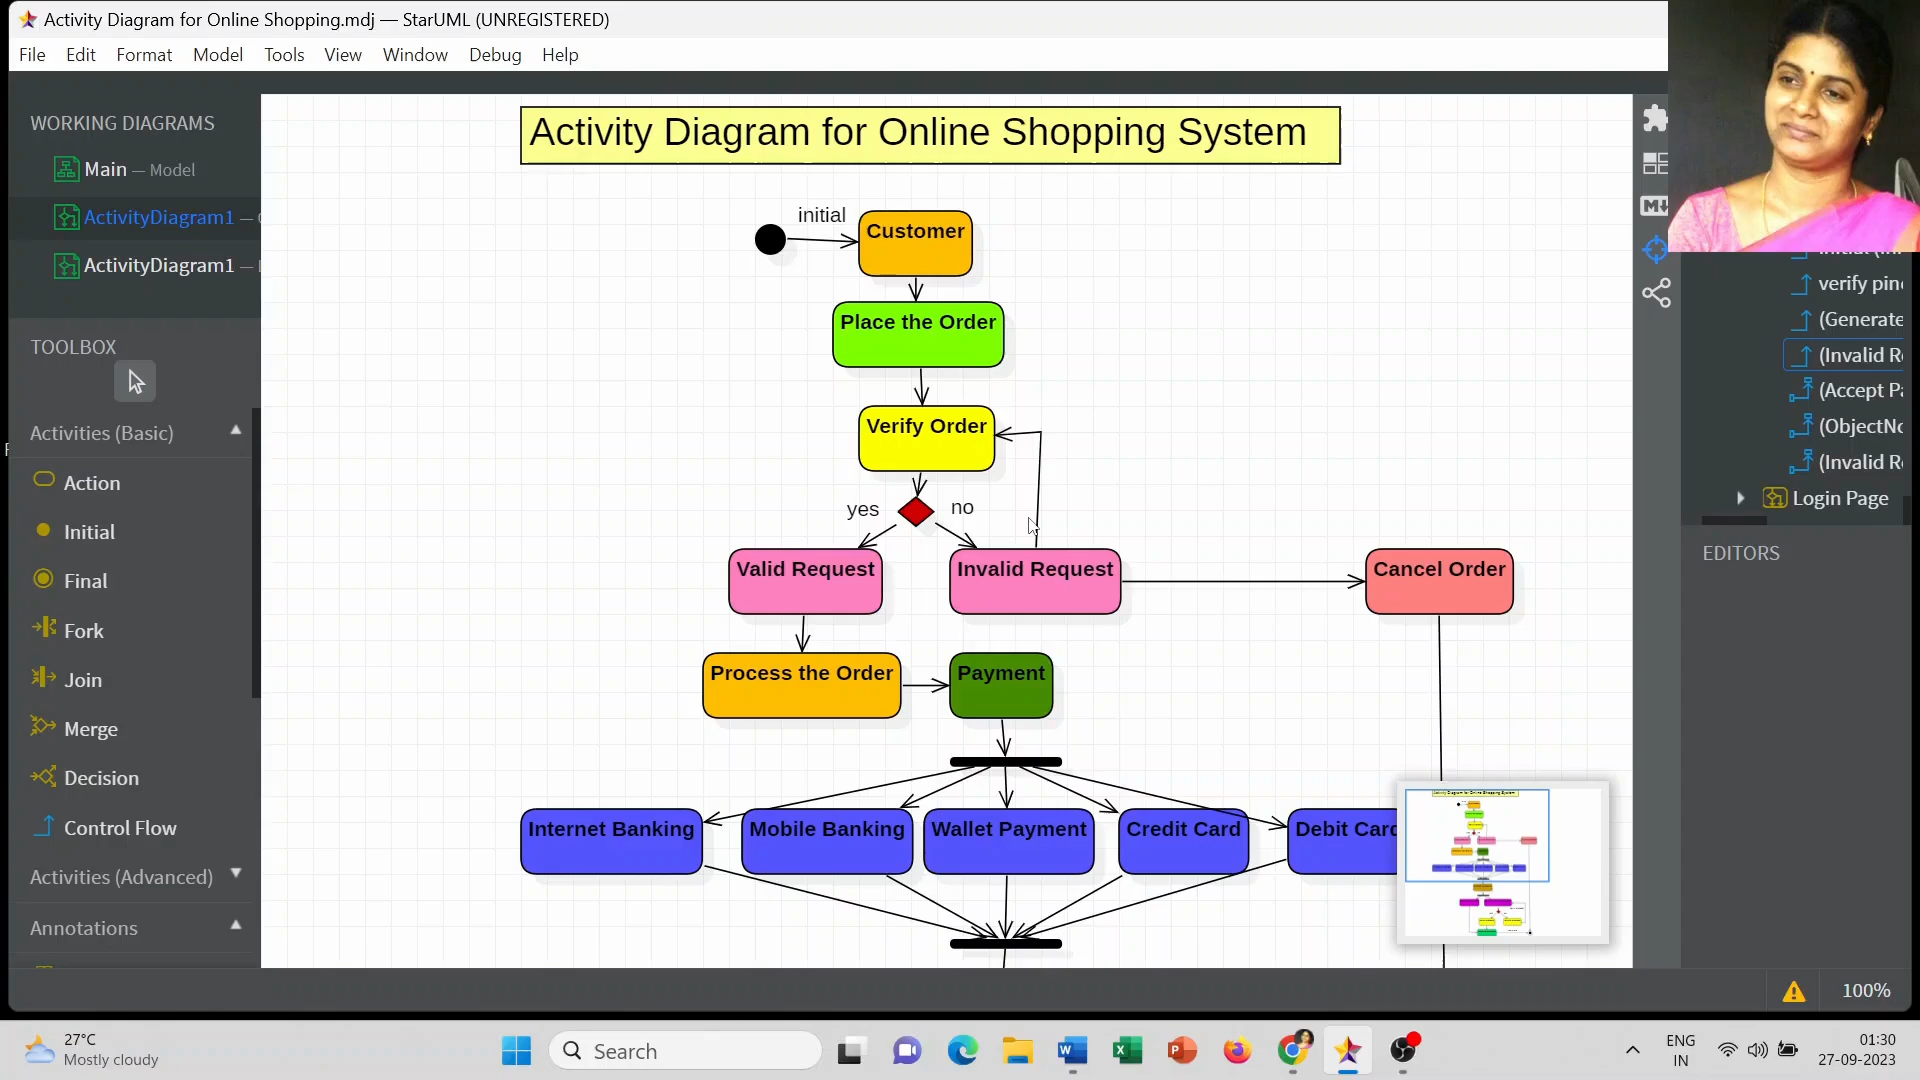 Activity Diagram for Online Shopping.mdj — StarUML (UNREGISTERED)
File Edit Format Model Tools View Window Debug Help
WORKING DIAGRAMS
Main — Model
ActivityDiagram1 —
ActivityDiagram1 —
TOOLBOX
Activities (Basic)
Action
Initial
Final
Fork
Join
Merge
Decision
Control Flow
Activities (Advanced)
Annotations
Activity Diagram for Online Shopping System
initial
Customer
Place the Order
Verify Order
yes
no
Valid Request
Invalid Request
Cancel Order
Process the Order
Payment
Internet Banking
Mobile Banking
Wallet Payment
Credit Card
Debit Card
verify pin
(Generate
(Invalid R
(Accept Pa
(ObjectNo
(Invalid R
Login Page
EDITORS
100%
27°C
Mostly cloudy
Search
ENG
IN
01:30
27-09-2023